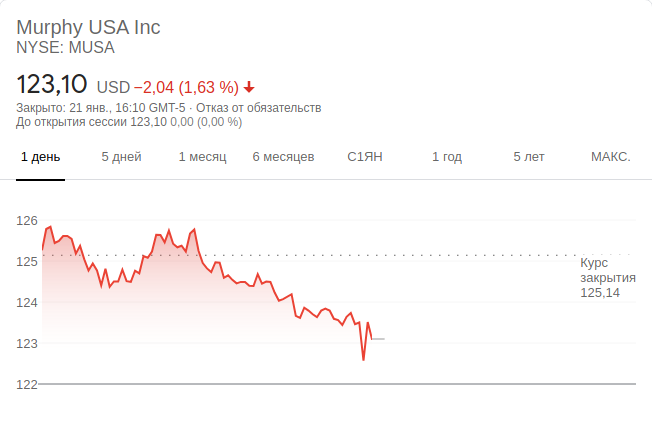 Murphy USA Inc
NYSE: MUSA
123,10 USD −2,04 (1,63 %)
Закрыто: 21 янв., 16:10 GMT-5 · Отказ от обязательств
До открытия сессии 123,10 0,00 (0,00 %)
1 день 5 дней 1 месяц 6 месяцев С1ЯН 1 год 5 лет МАКС.
126
125
Курс
закрытия
125,14
124
123
122